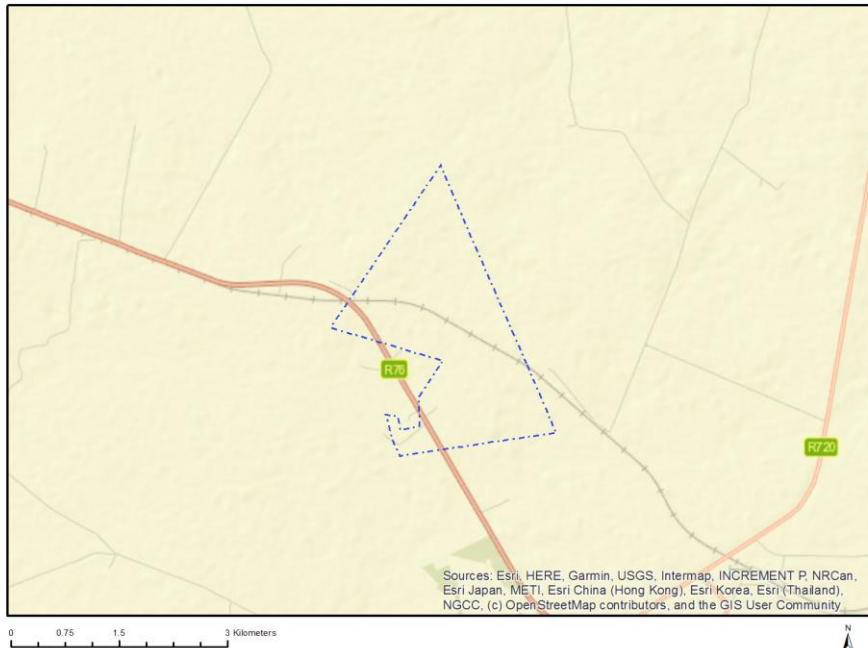 R76
R720
Sources: Esri, HERE, Garmin, USGS, Intermap, INCREMENT P, NRCan,
Esri Japan, METI, Esri China (Hong Kong), Esri Korea, Esri (Thailand),
NGCC, (c) OpenStreetMap contributors, and the GIS User Community
0 0.75 1.5 3 Kilometers
N